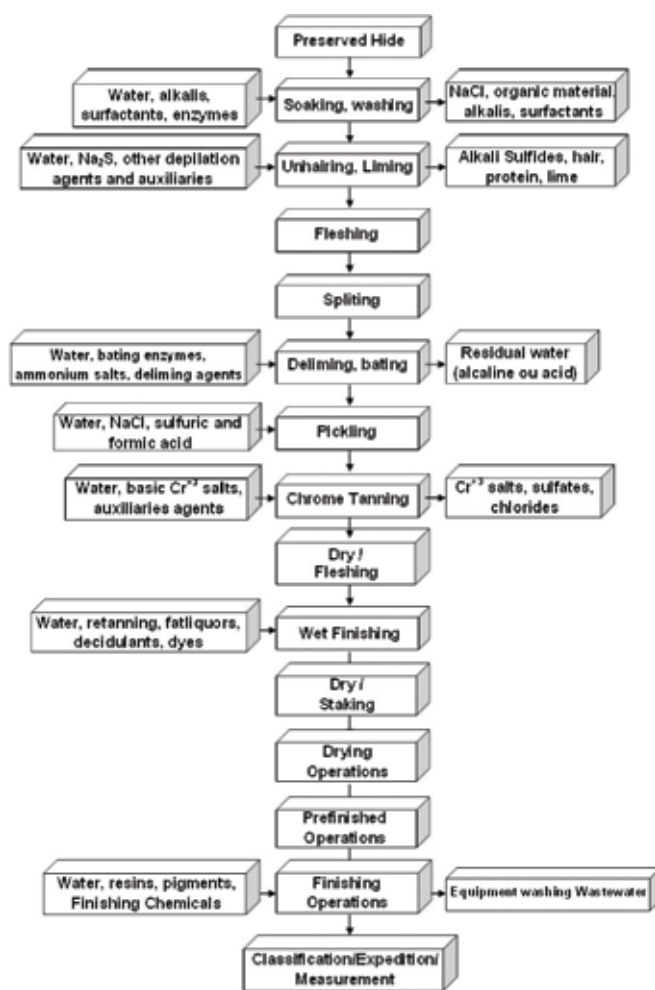 Preserved Hide
Water, alkalis,
surfactants, enzymes
Soaking, washing
NaCl, organic material,
alkalis, surfactants
Water, Na₂S, other depilation
agents and auxiliaries
Unhairing, Liming
Alkali Sulfides, hair,
protein, lime
Fleshing
Spliting
Water, bating enzymes,
ammonium salts, deliming agents
Deliming, bating
Residual water
(alcaline ou acid)
Water, NaCl, sulfuric and
formic acid
Pickling
Water, basic Cr⁺³ salts,
auxiliaries agents
Chrome Tanning
Cr⁺³ salts, sulfates,
chlorides
Dry /
Fleshing
Water, retanning, fatliquors,
decidulants, dyes
Wet Finishing
Dry /
Staking
Drying
Operations
Prefinished
Operations
Water, resins, pigments,
Finishing Chemicals
Finishing
Operations
Equipment washing Wastewater
Classification/Expedition/
Measurement